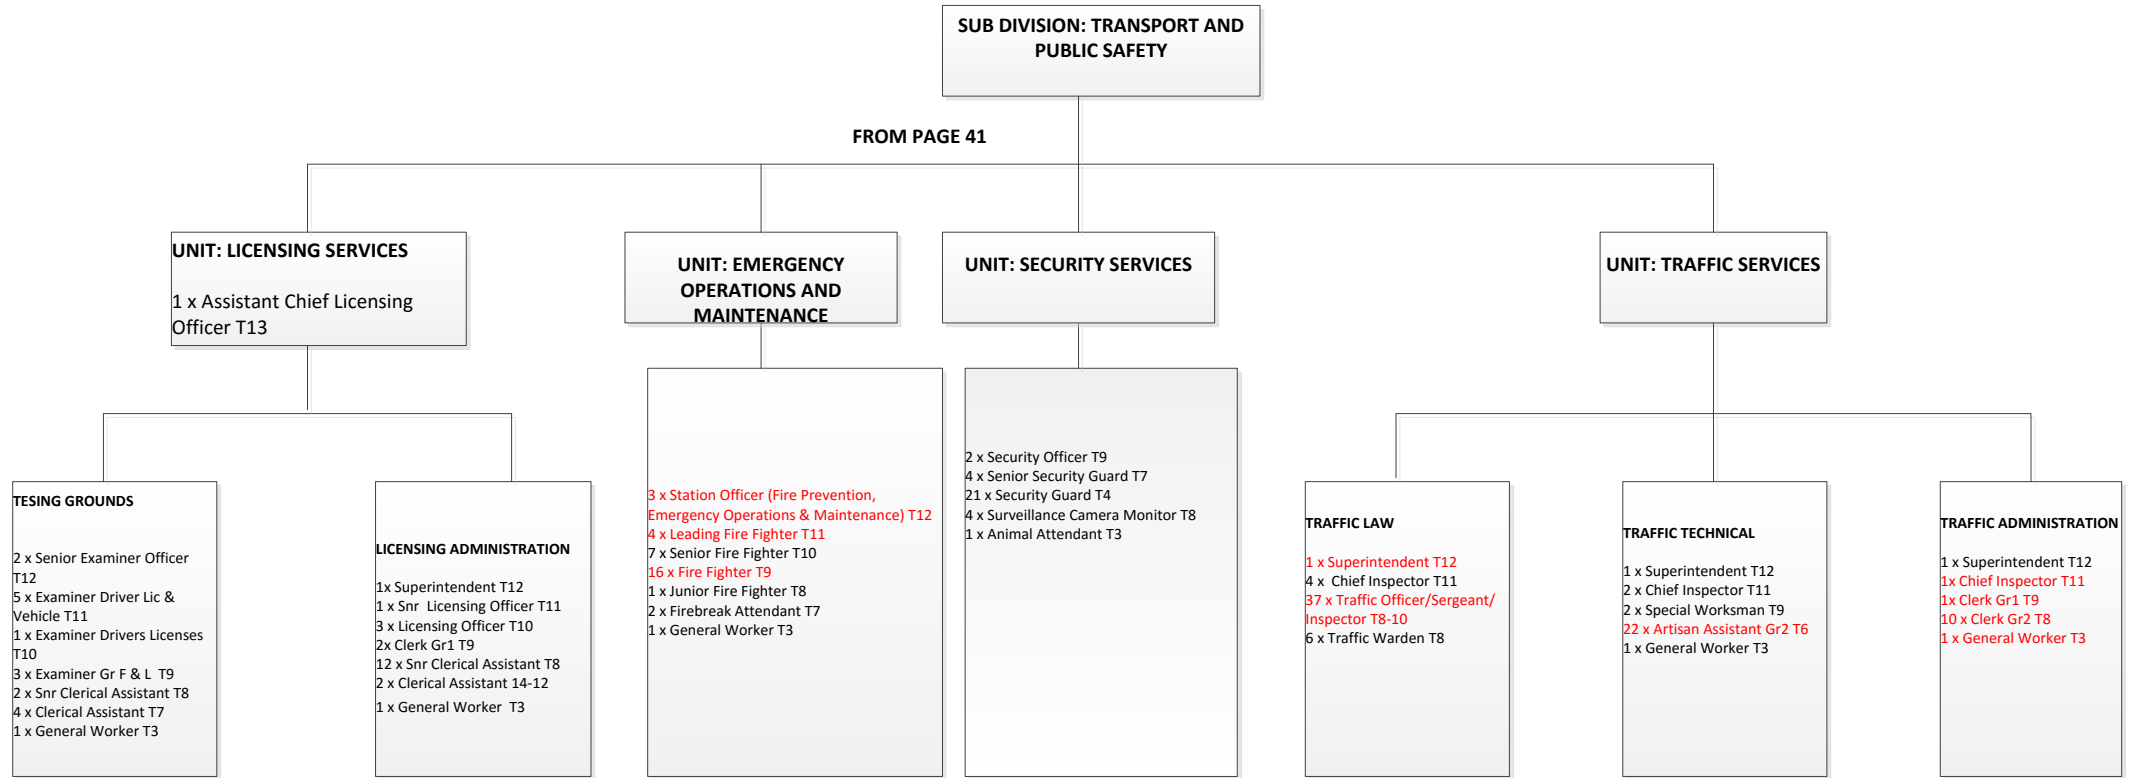 SUB DIVISION: TRANSPORT AND
PUBLIC SAFETY
FROM PAGE 41
UNIT: LICENSING SERVICES
1 x Assistant Chief Licensing
Officer T13
UNIT: EMERGENCY
OPERATIONS AND
MAINTENANCE
UNIT: SECURITY SERVICES
UNIT: TRAFFIC SERVICES
TESING GROUNDS
2 x Senior Examiner Officer
T12
5 x Examiner Driver Lic &
Vehicle T11
1 x Examiner Drivers Licenses
T10
3 x Examiner Gr F & L T9
2 x Snr Clerical Assistant T8
4 x Clerical Assistant T7
1 x General Worker T3
LICENSING ADMINISTRATION
1x Superintendent T12
1 x Snr Licensing Officer T11
3 x Licensing Officer T10
2x Clerk Gr1 T9
12 x Snr Clerical Assistant T8
2 x Clerical Assistant 14-12
1 x General Worker T3
3 x Station Officer (Fire Prevention,
Emergency Operations & Maintenance) T12
4 x Leading Fire Fighter T11
7 x Senior Fire Fighter T10
16 x Fire Fighter T9
1 x Junior Fire Fighter T8
2 x Firebreak Attendant T7
1 x General Worker T3
2 x Security Officer T9
4 x Senior Security Guard T7
21 x Security Guard T4
4 x Surveillance Camera Monitor T8
1 x Animal Attendant T3
TRAFFIC LAW
1 x Superintendent T12
4 x Chief Inspector T11
37 x Traffic Officer/Sergeant/
Inspector T8-10
6 x Traffic Warden T8
TRAFFIC TECHNICAL
1 x Superintendent T12
2 x Chief Inspector T11
2 x Special Worksman T9
22 x Artisan Assistant Gr2 T6
1 x General Worker T3
TRAFFIC ADMINISTRATION
1 x Superintendent T12
1x Chief Inspector T11
1x Clerk Gr1 T9
10 x Clerk Gr2 T8
1 x General Worker T3